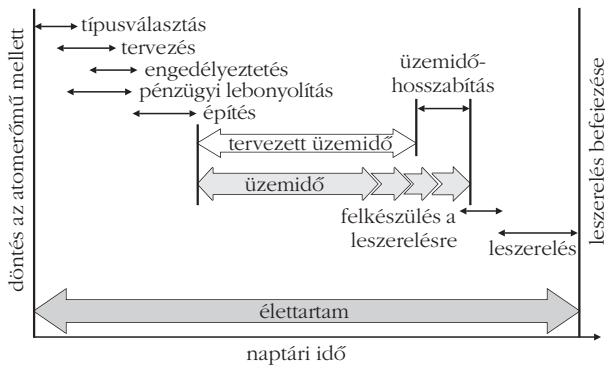 döntés az atomerőmű mellett
típusválasztás
tervezés
engedélyeztetés
pénzügyi lebonyolítás
építés
üzemidő-
hosszabbítás
tervezett üzemidő
üzemidő
felkészülés a
leszerelésre
leszerelés
élettartam
naptári idő
leszerelés befejezése